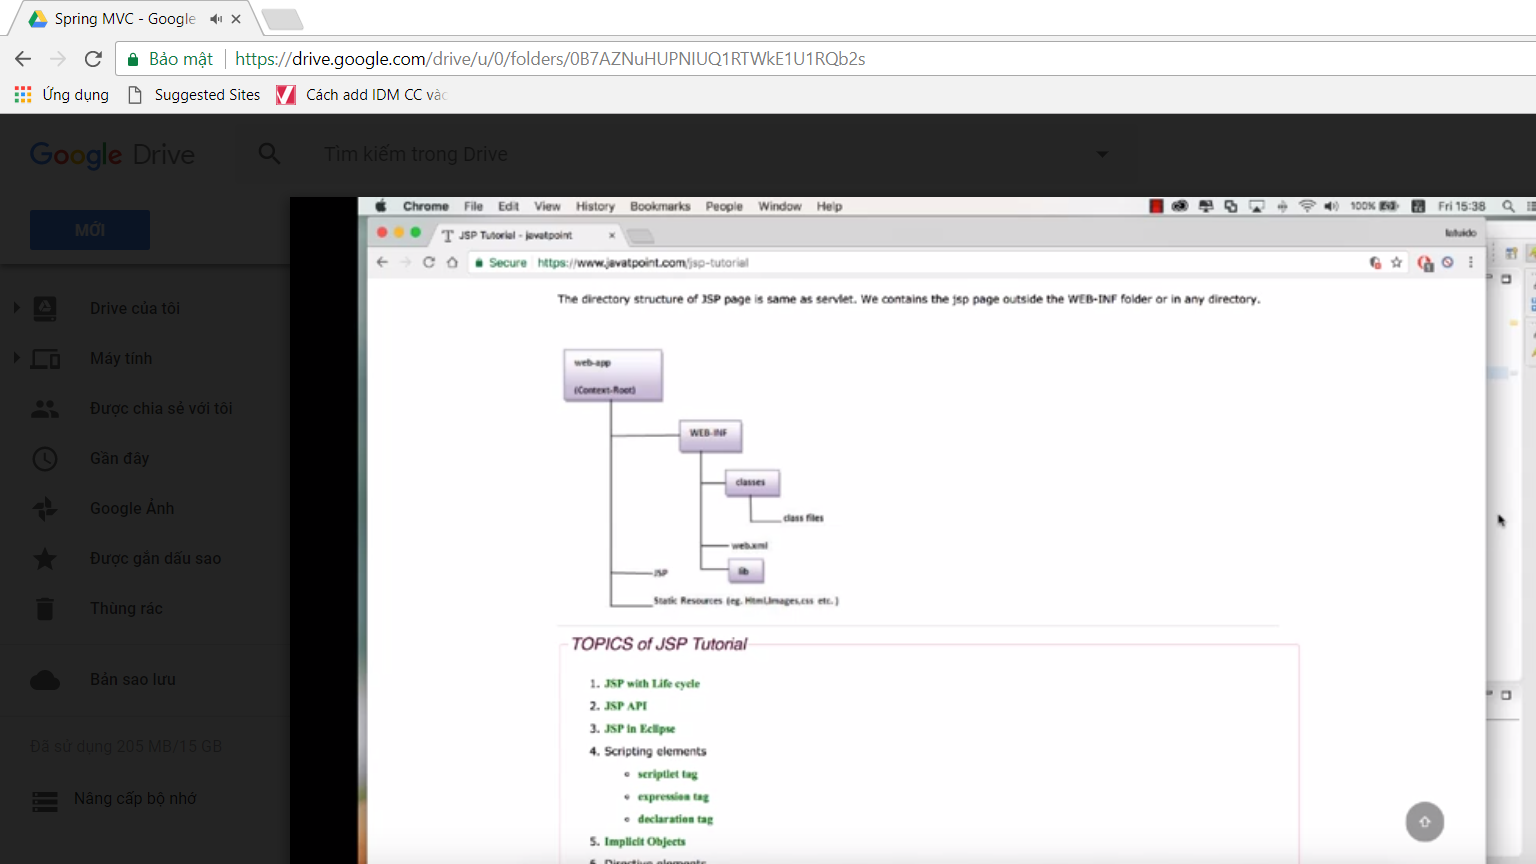 Spring MVC - Google
Bảo mật
https://drive.google.com/drive/u/0/folders/0B7AZNuHUPNIUQ1RTWkE1U1RQb2s
Ứng dụng
Suggested Sites
Cách add IDM CC vào
Google Drive
Tìm kiếm trong Drive
MỚI
Drive của tôi
Máy tính
Được chia sẻ với tôi
Gần đây
Google Ảnh
Được gắn dấu sao
Thùng rác
Bản sao lưu
Đã sử dụng 205 MB/15 GB
Nâng cấp bộ nhớ
Chrome File Edit View History Bookmarks People Window Help
100% Fri 15:38
JSP Tutorial - javatpoint
Secure https://www.javatpoint.com/jsp-tutorial
The directory structure of JSP page is same as servlet. We contains the jsp page outside the WEB-INF folder or in any directory.
web-app
(Context-Root)
WEB-INF
classes
class files
web.xml
lib
JSP
Static Resources (eg. Html,Images,css etc. )
TOPICS of JSP Tutorial
1. JSP with Life cycle
2. JSP API
3. JSP in Eclipse
4. Scripting elements
scriptlet tag
expression tag
declaration tag
5. Implicit Objects
6. Directive elements